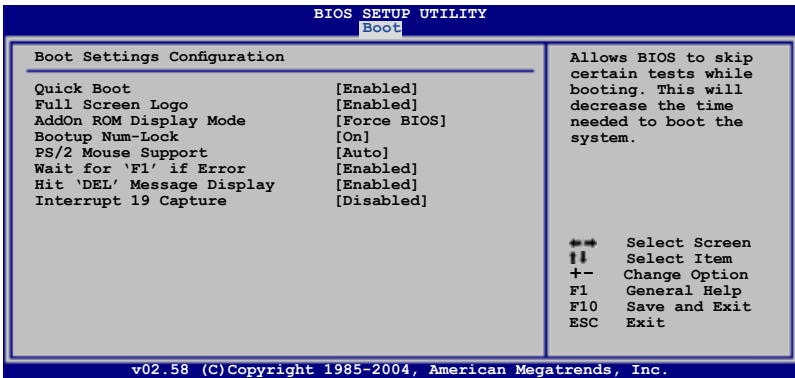 BIOS SETUP UTILITY
Boot
Boot Settings Configuration
Quick Boot [Enabled]
Full Screen Logo [Enabled]
AddOn ROM Display Mode [Force BIOS]
Bootup Num-Lock [On]
PS/2 Mouse Support [Auto]
Wait for ‘F1’ if Error [Enabled]
Hit ‘DEL’ Message Display [Enabled]
Interrupt 19 Capture [Disabled]
Allows BIOS to skip
certain tests while
booting. This will
decrease the time
needed to boot the
system.
←→ Select Screen
↑↓ Select Item
+- Change Option
F1 General Help
F10 Save and Exit
ESC Exit
v02.58 (C)Copyright 1985-2004, American Megatrends, Inc.